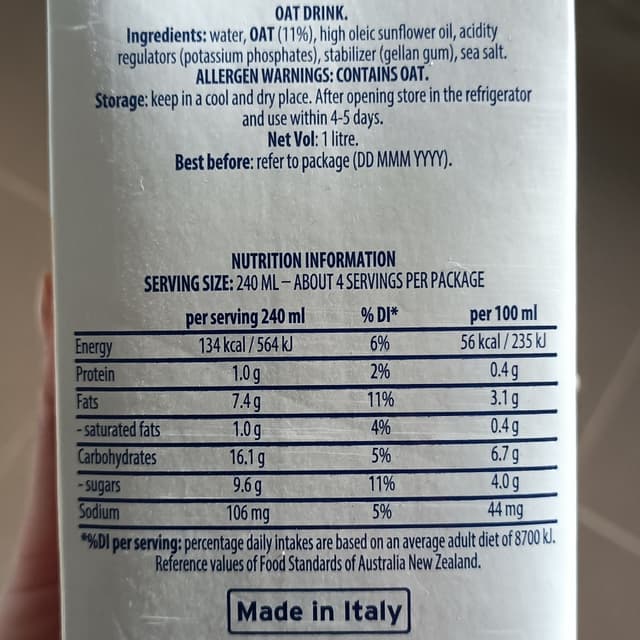 OAT DRINK.
Ingredients: water, OAT (11%), high oleic sunflower oil, acidity
regulators (potassium phosphates), stabilizer (gellan gum), sea salt.
ALLERGEN WARNINGS: CONTAINS OAT.
Storage: keep in a cool and dry place. After opening store in the refrigerator
and use within 4-5 days.
Net Vol: 1 litre.
Best before: refer to package (DD MMM YYYY).
NUTRITION INFORMATION
SERVING SIZE: 240 ML – ABOUT 4 SERVINGS PER PACKAGE
per serving 240 ml % DI* per 100 ml
Energy 134 kcal / 564 kJ 6% 56 kcal / 235 kJ
Protein 1.0 g 2% 0.4 g
Fats 7.4 g 11% 3.1 g
- saturated fats 1.0 g 4% 0.4 g
Carbohydrates 16.1 g 5% 6.7 g
- sugars 9.6 g 11% 4.0 g
Sodium 106 mg 5% 44 mg
*%DI per serving: percentage daily intakes are based on an average adult diet of 8700 kJ.
Reference values of Food Standards of Australia New Zealand.
Made in Italy